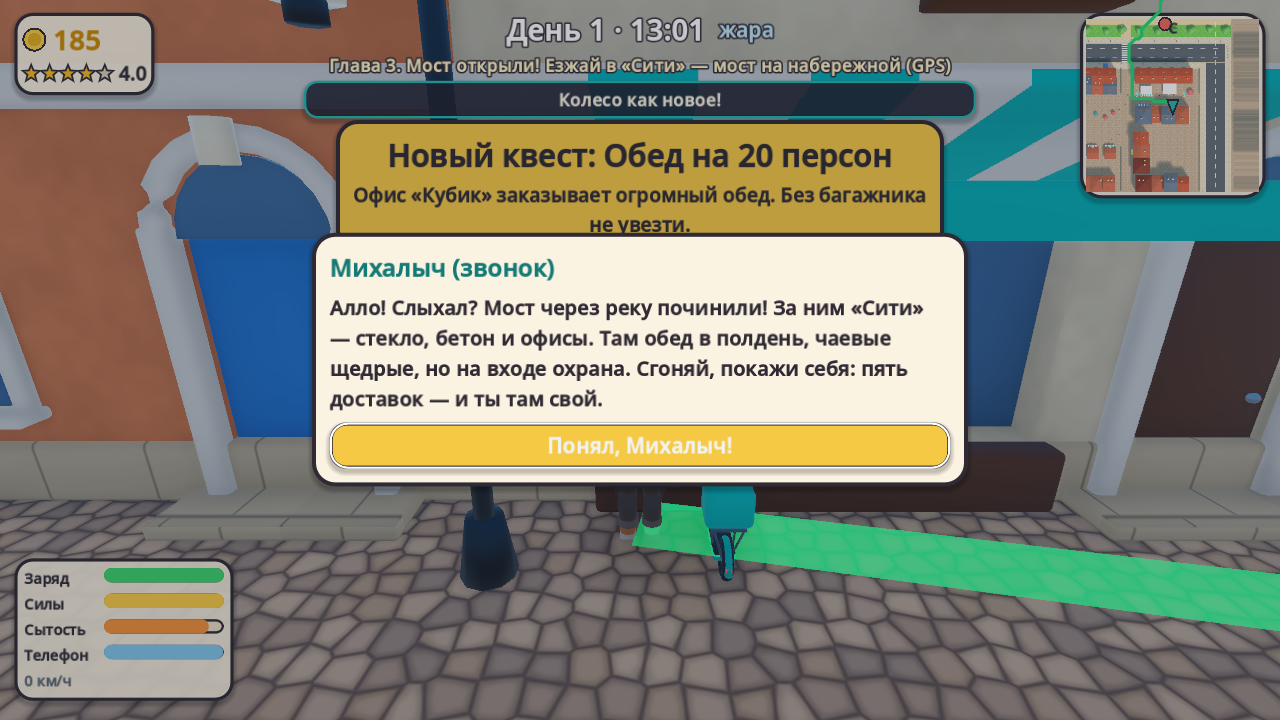 185
4.0
День 1 · 13:01 жара
Глава 3. Мост открыли! Езжай в «Сити» — мост на набережной (GPS)
Колесо как новое!
Новый квест: Обед на 20 персон
Офис «Кубик» заказывает огромный обед. Без багажника
не увезти.
Михалыч (звонок)
Алло! Слыхал? Мост через реку починили! За ним «Сити»
— стекло, бетон и офисы. Там обед в полдень, чаевые
щедрые, но на входе охрана. Сгоняй, покажи себя: пять
доставок — и ты там свой.
Понял, Михалыч!
Заряд
Силы
Сытость
Телефон
0 км/ч